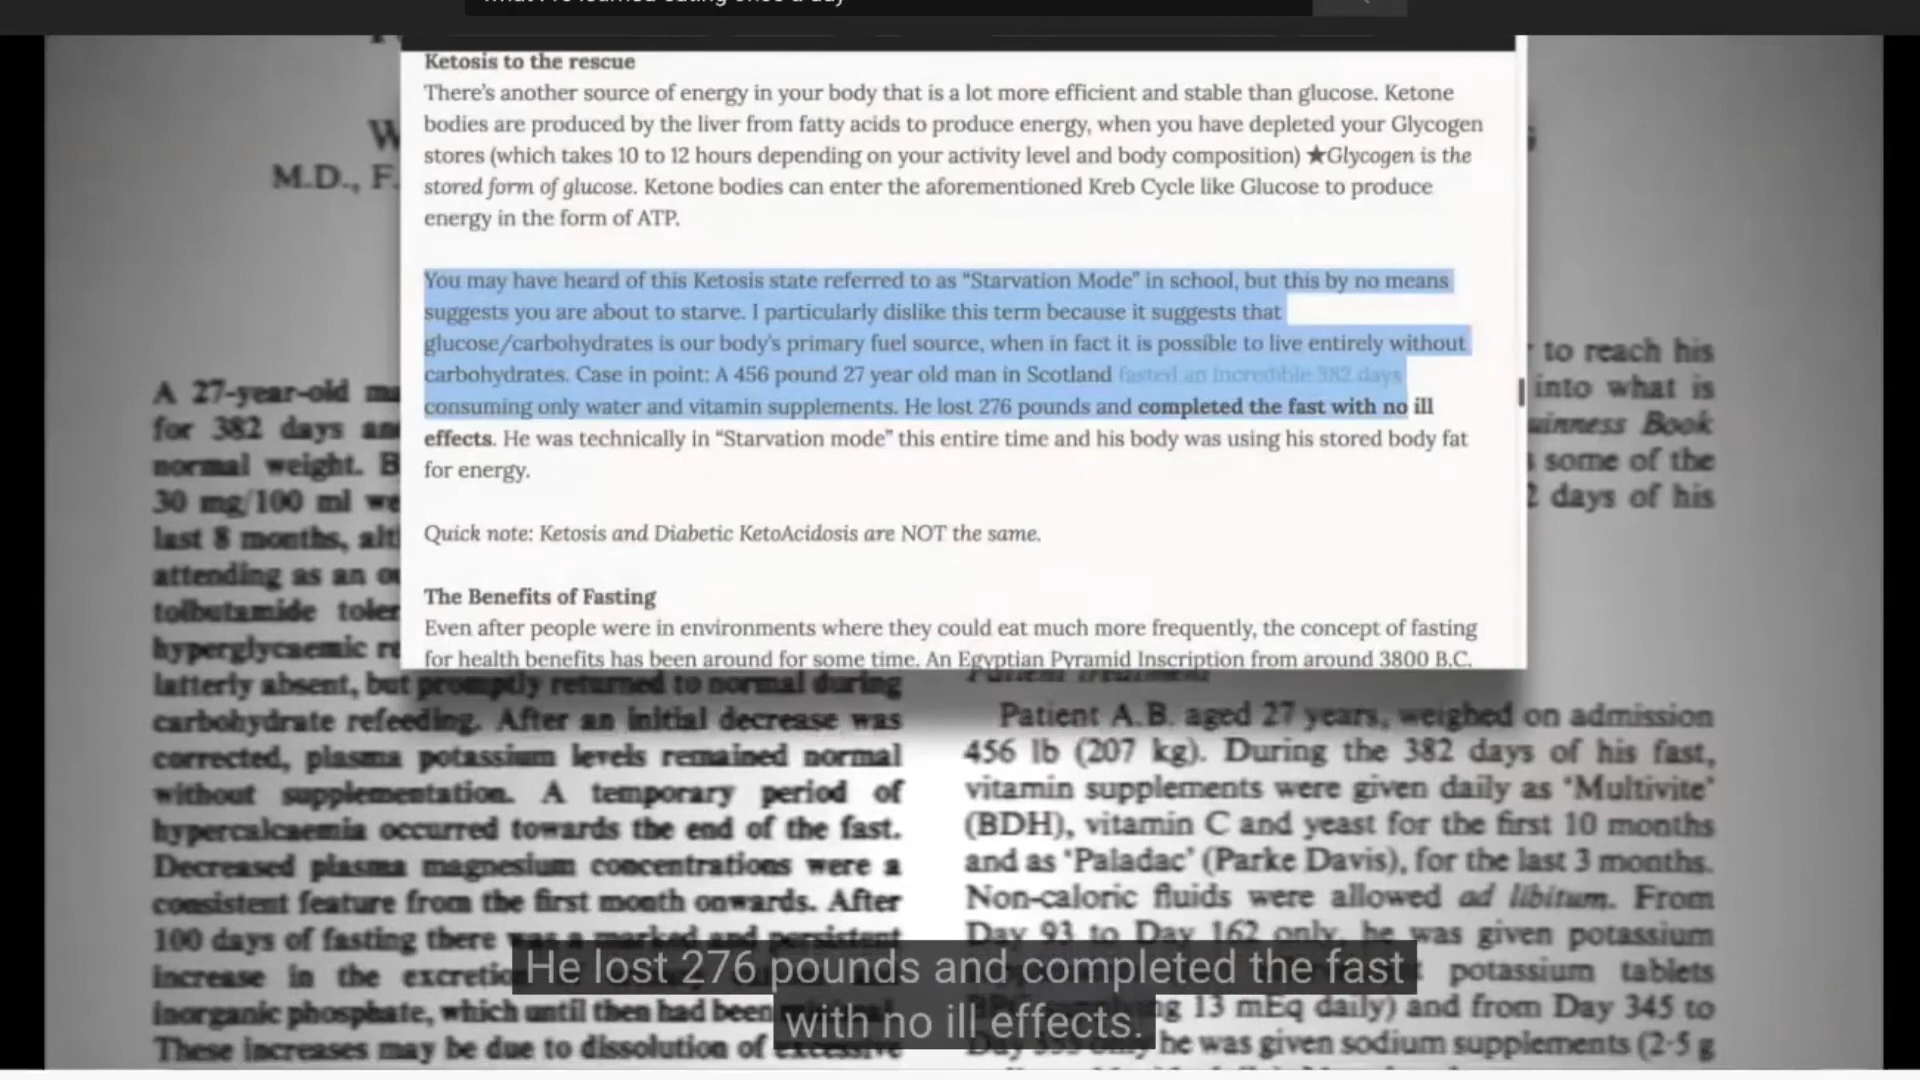 what I've learned eating once a day
Ketosis to the rescue
There's another source of energy in your body that is a lot more efficient and stable than glucose. Ketone
bodies are produced by the liver from fatty acids to produce energy, when you have depleted your Glycogen
stores (which takes 10 to 12 hours depending on your activity level and body composition) ★Glycogen is the
stored form of glucose. Ketone bodies can enter the aforementioned Kreb Cycle like Glucose to produce
energy in the form of ATP.
You may have heard of this Ketosis state referred to as “Starvation Mode” in school, but this by no means
suggests you are about to starve. I particularly dislike this term because it suggests that
glucose/carbohydrates is our body's primary fuel source, when in fact it is possible to live entirely without
carbohydrates. Case in point: A 456 pound 27 year old man in Scotland fasted an incredible 382 days
consuming only water and vitamin supplements. He lost 276 pounds and completed the fast with no ill
effects. He was technically in “Starvation mode” this entire time and his body was using his stored body fat
for energy.
Quick note: Ketosis and Diabetic KetoAcidosis are NOT the same.
The Benefits of Fasting
Even after people were in environments where they could eat much more frequently, the concept of fasting
for health benefits has been around for some time. An Egyptian Pyramid Inscription from around 3800 B.C.
M.D., F.
A 27-year-old
for 382 days
normal weight.
30 mg/100 ml we
last 8 months,
attending as an
tolbutamide
hyperglycaemic
latterly absent, but promptly returned to normal during
carbohydrate refeeding. After an initial decrease was
corrected, plasma potassium levels remained normal
without supplementation. A temporary period of
hypercalcaemia occurred towards the end of the fast.
Decreased plasma magnesium concentrations were a
consistent feature from the first month onwards. After
100 days of fasting there was a marked and persistent
increase in the
inorganic phosphate, which until then had been
These increases may be due to dissolution of excessive
to reach his
into what is
Guinness Book
some of the
2 days of his
Patient treatment
Patient A.B. aged 27 years, weighed on admission
456 lb (207 kg). During the 382 days of his fast,
vitamin supplements were given daily as ‘Multivite’
(BDH), vitamin C and yeast for the first 10 months
and as ‘Paladac’ (Parke Davis), for the last 3 months.
Non-caloric fluids were allowed ad libitum. From
Day 93 to Day 162 only, he was given potassium
potassium tablets
13 mEq daily) and from Day 345 to
he was given sodium supplements (2·5 g
He lost 276 pounds and completed the fast
with no ill effects.